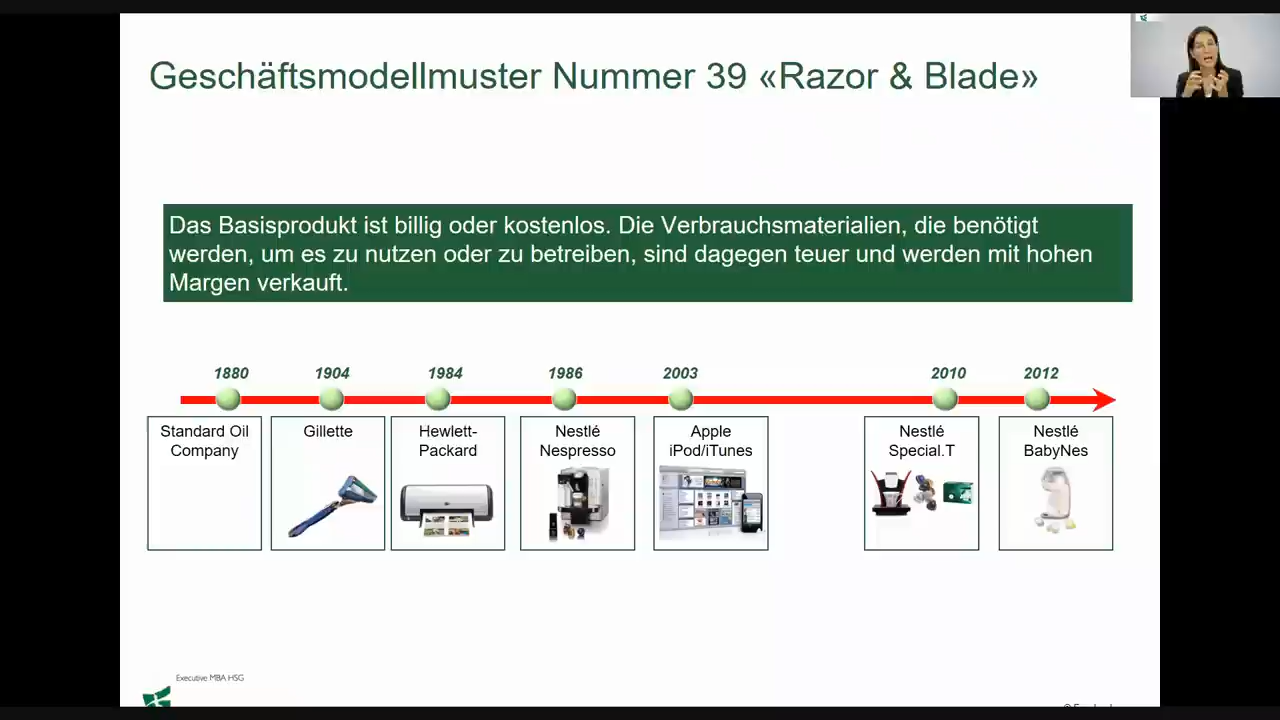 Geschäftsmodellmuster Nummer 39 «Razor & Blade»
Das Basisprodukt ist billig oder kostenlos. Die Verbrauchsmaterialien, die benötigt
werden, um es zu nutzen oder zu betreiben, sind dagegen teuer und werden mit hohen
Margen verkauft.
1880
1904
1984
1986
2003
2010
2012
Standard Oil
Company
Gillette
Hewlett-
Packard
Nestlé
Nespresso
Apple
iPod/iTunes
Nestlé
Special.T
Nestlé
BabyNes
Executive MBA HSG